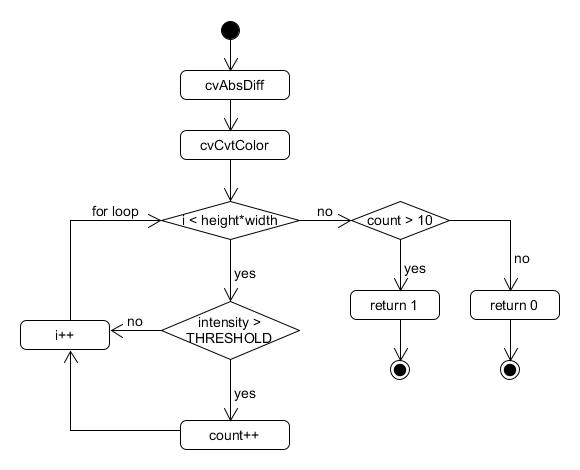 cvAbsDiff
cvCvtColor
for loop
i < height*width
no
count > 10
yes
yes
no
return 1
return 0
no
intensity >
THRESHOLD
i++
yes
count++